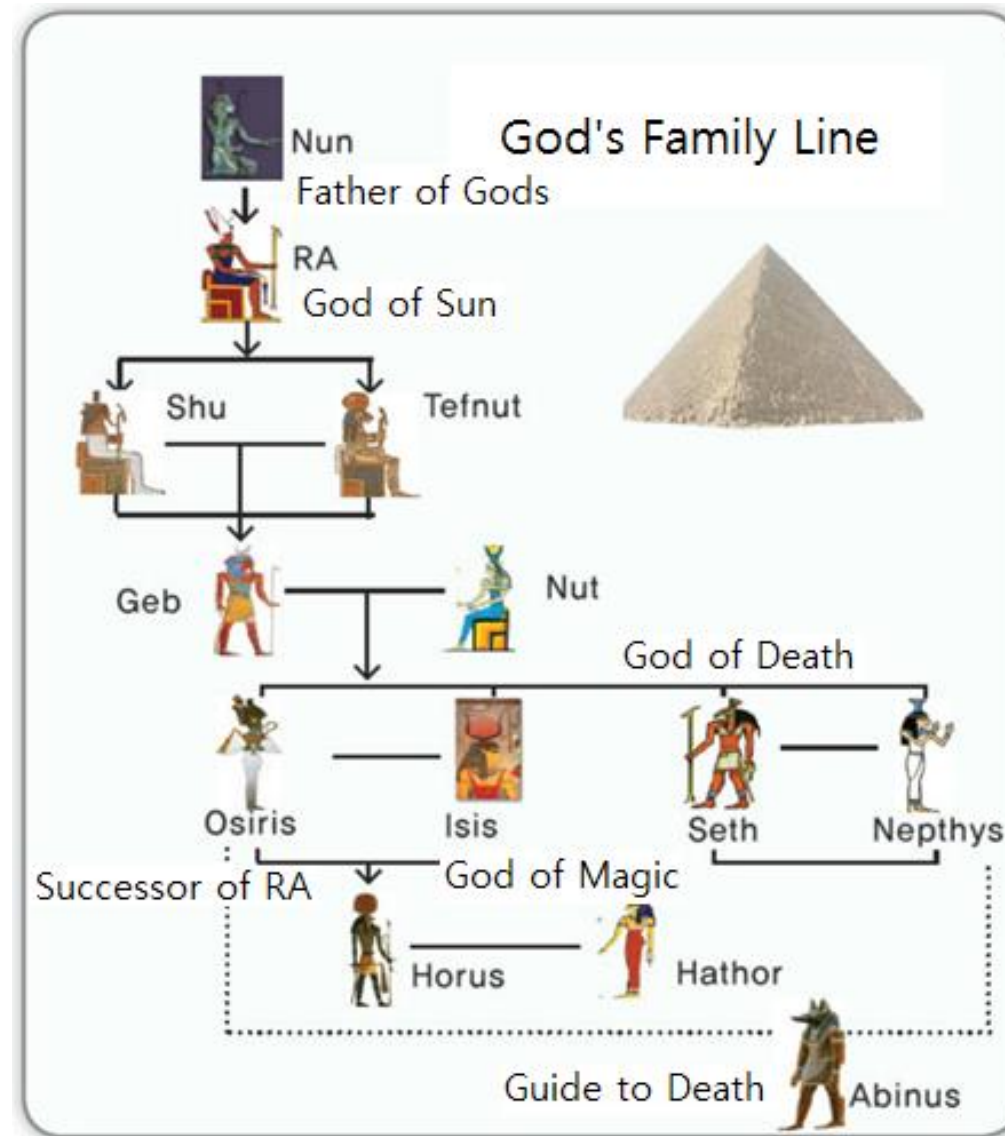 God's Family Line
Nun
Father of Gods
RA
God of Sun
Shu
Tefnut
Geb
Nut
God of Death
Osiris
Isis
Seth
Nepthys
Successor of RA
God of Magic
Horus
Hathor
Guide to Death
Abinus